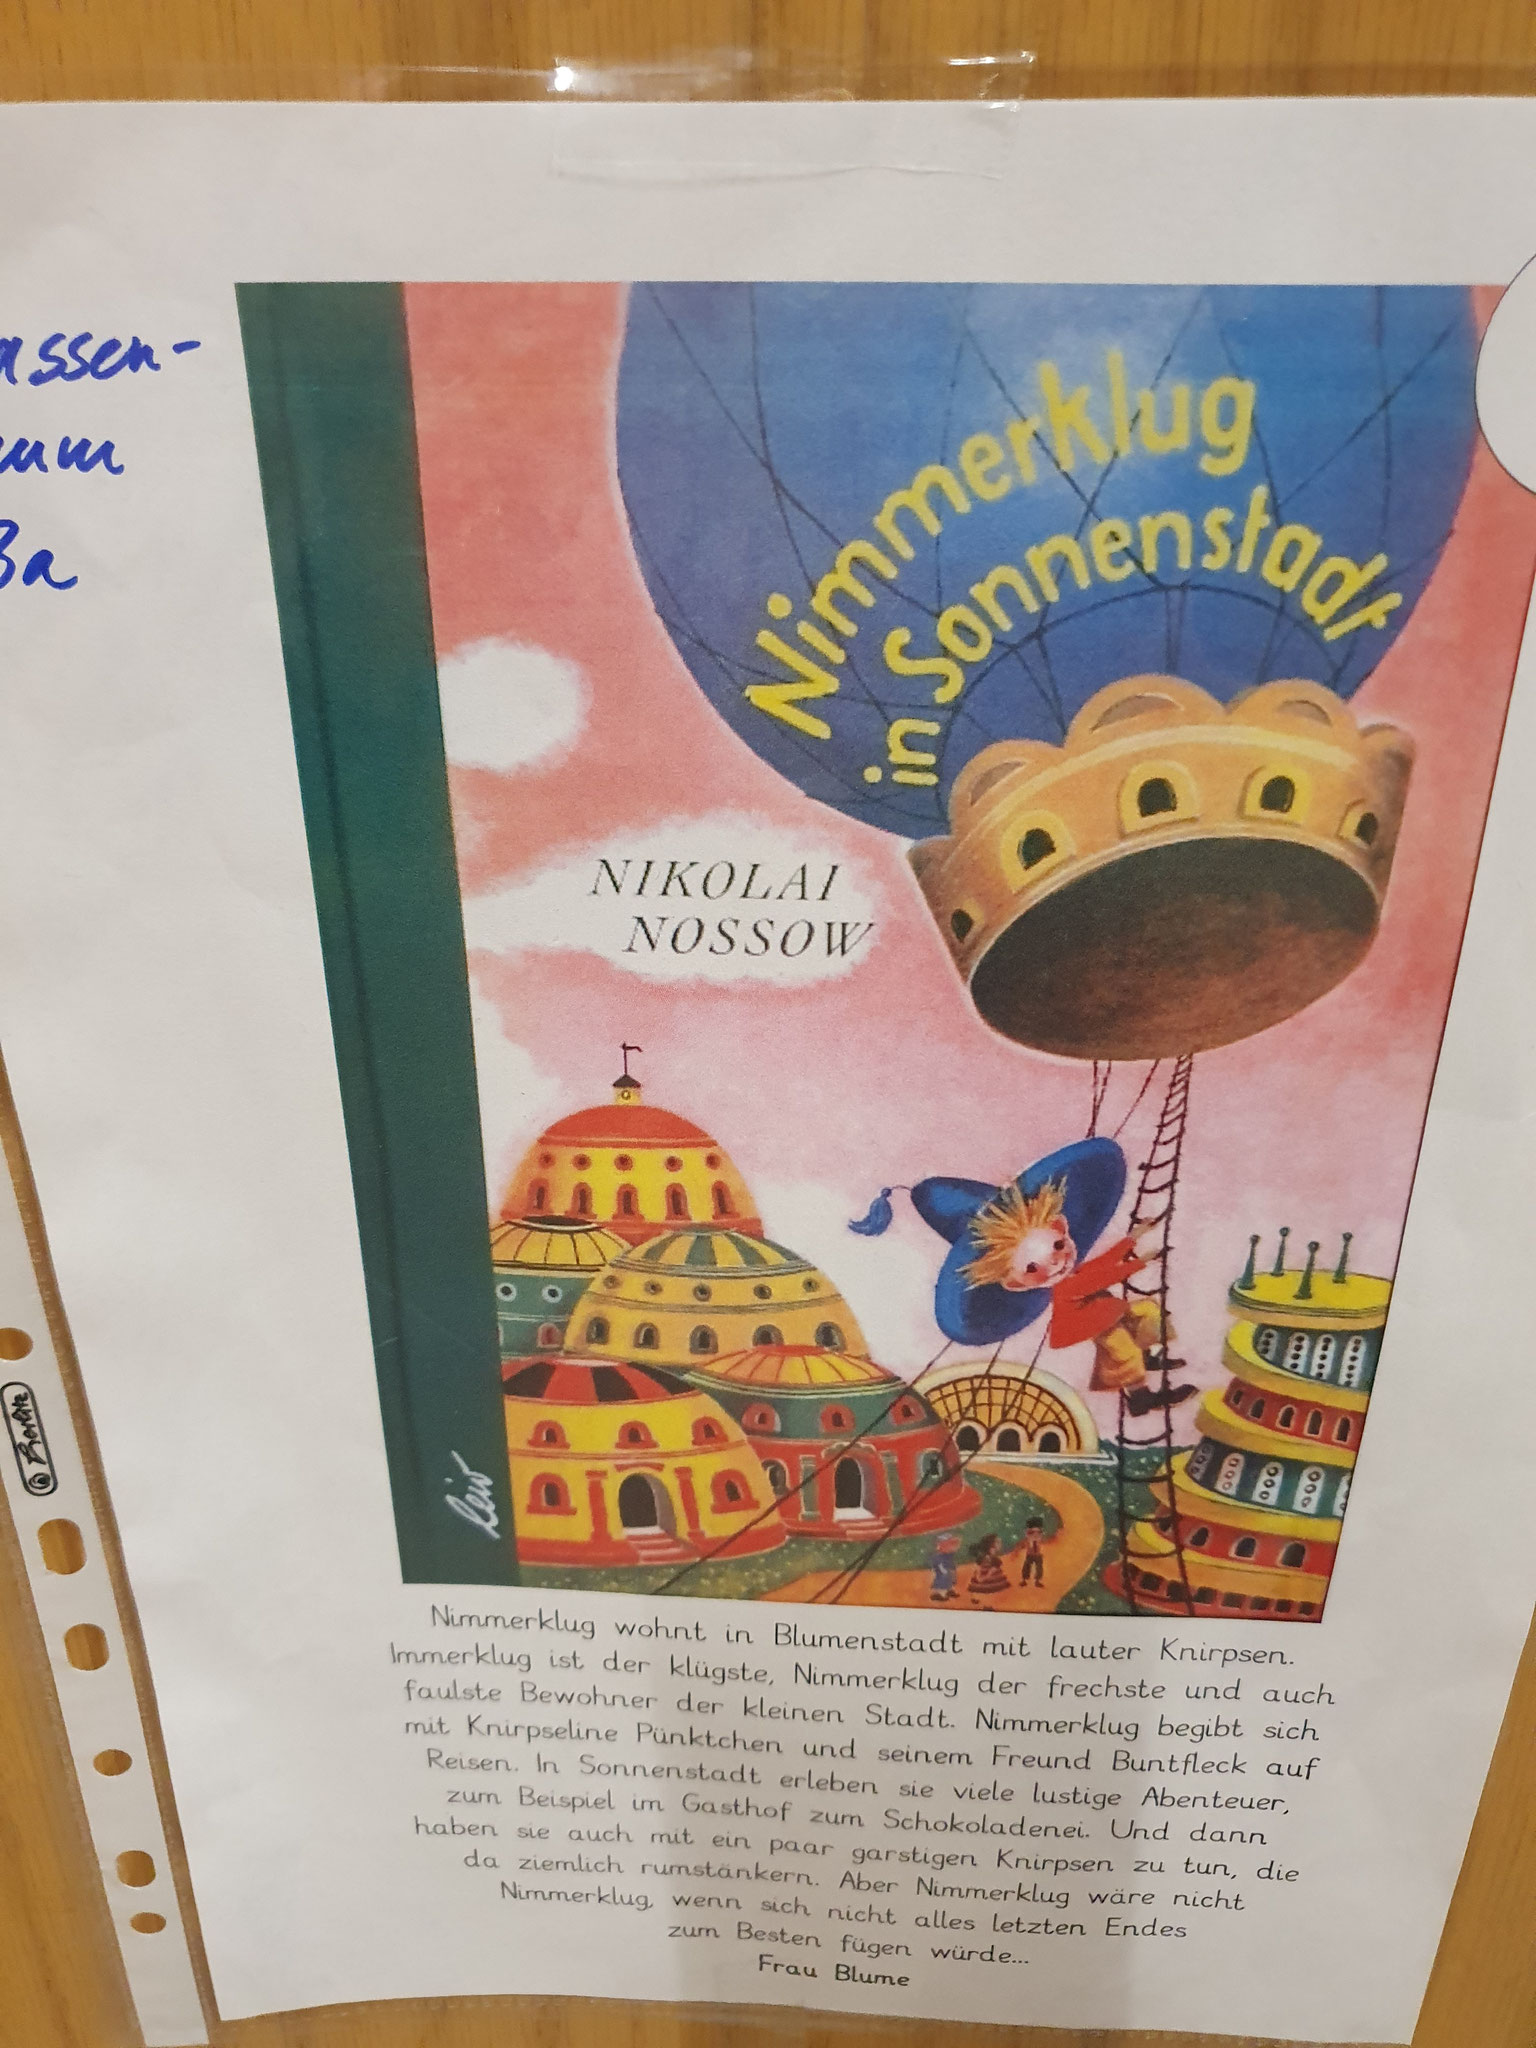 3a
Nimmerklug
in Sonnenstadt
NIKOLAI
NOSSOW
leiv
Nimmerklug wohnt in Blumenstadt mit lauter Knirpsen.
Immerklug ist der klügste, Nimmerklug der frechste und auch
faulste Bewohner der kleinen Stadt. Nimmerklug begibt sich
mit Knirpseline Pünktchen und seinem Freund Buntfleck auf
Reisen. In Sonnenstadt erleben sie viele lustige Abenteuer,
zum Beispiel im Gasthof zum Schokoladenei. Und dann
haben sie auch mit ein paar garstigen Knirpsen zu tun, die
da ziemlich rumstänkern. Aber Nimmerklug wäre nicht
Nimmerklug, wenn sich nicht alles letzten Endes
zum Besten fügen würde...
Frau Blume